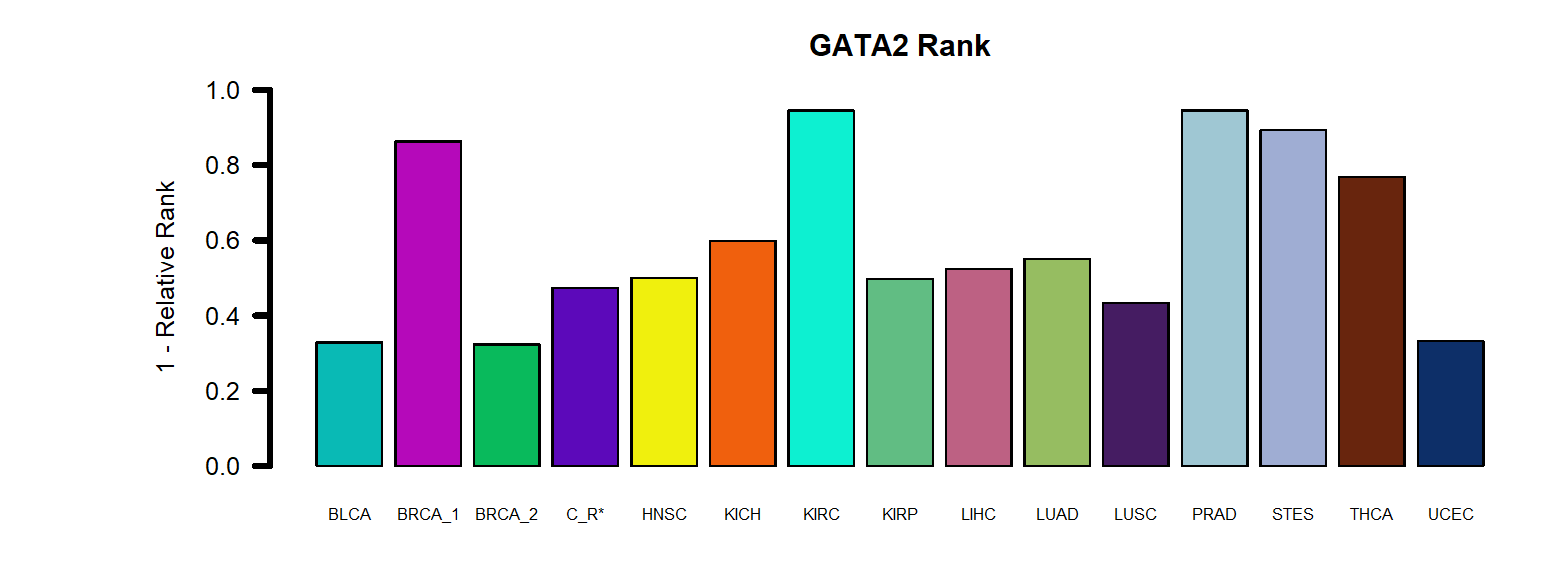 GATA2 Rank
1 - Relative Rank
1.0
0.8
0.6
0.4
0.2
0.0
BLCA BRCA_1 BRCA_2 C_R* HNSC KICH KIRC KIRP LIHC LUAD LUSC PRAD STES THCA UCEC